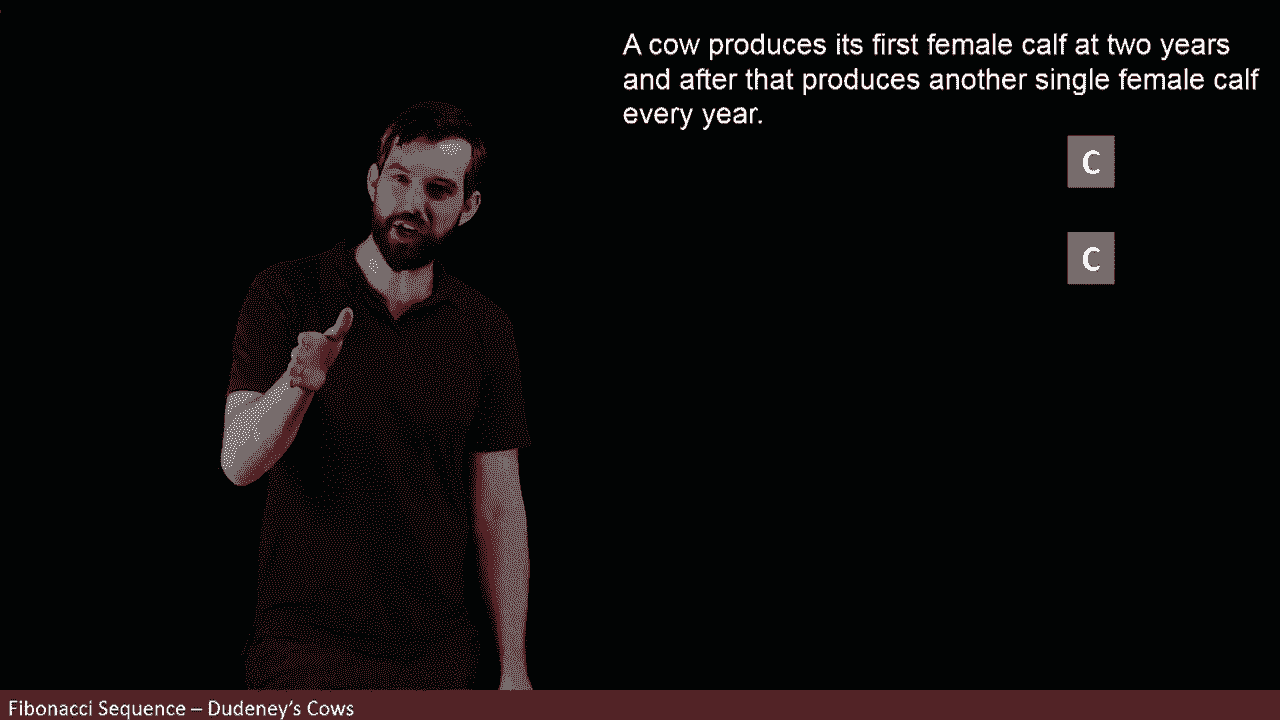 A cow produces its first female calf at two years
and after that produces another single female calf
every year.
C
C
Fibonacci Sequence – Dudeney's Cows